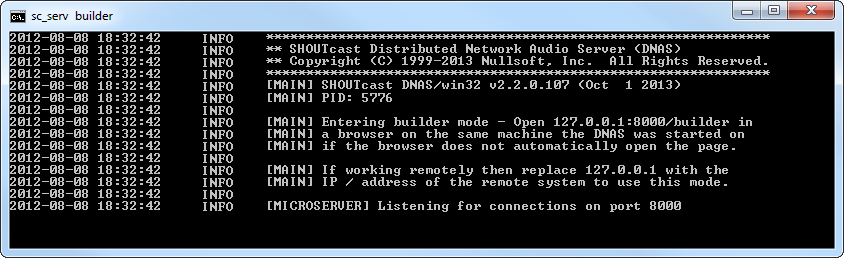 sc_serv builder
2012-08-08 18:32:42 INFO ***************************************************************
2012-08-08 18:32:42 INFO ** SHOUTcast Distributed Network Audio Server (DNAS)
2012-08-08 18:32:42 INFO ** Copyright (C) 1999-2013 Nullsoft, Inc.  All Rights Reserved.
2012-08-08 18:32:42 INFO ***************************************************************
2012-08-08 18:32:42 INFO [MAIN] SHOUTcast DNAS/win32 v2.2.0.107 (Oct  1 2013)
2012-08-08 18:32:42 INFO [MAIN] PID: 5776
2012-08-08 18:32:42 INFO
2012-08-08 18:32:42 INFO [MAIN] Entering builder mode - Open 127.0.0.1:8000/builder in
2012-08-08 18:32:42 INFO [MAIN] a browser on the same machine the DNAS was started on
2012-08-08 18:32:42 INFO [MAIN] if the browser does not automatically open the page.
2012-08-08 18:32:42 INFO
2012-08-08 18:32:42 INFO [MAIN] If working remotely then replace 127.0.0.1 with the
2012-08-08 18:32:42 INFO [MAIN] IP / address of the remote system to use this mode.
2012-08-08 18:32:42 INFO
2012-08-08 18:32:42 INFO [MICROSERVER] Listening for connections on port 8000